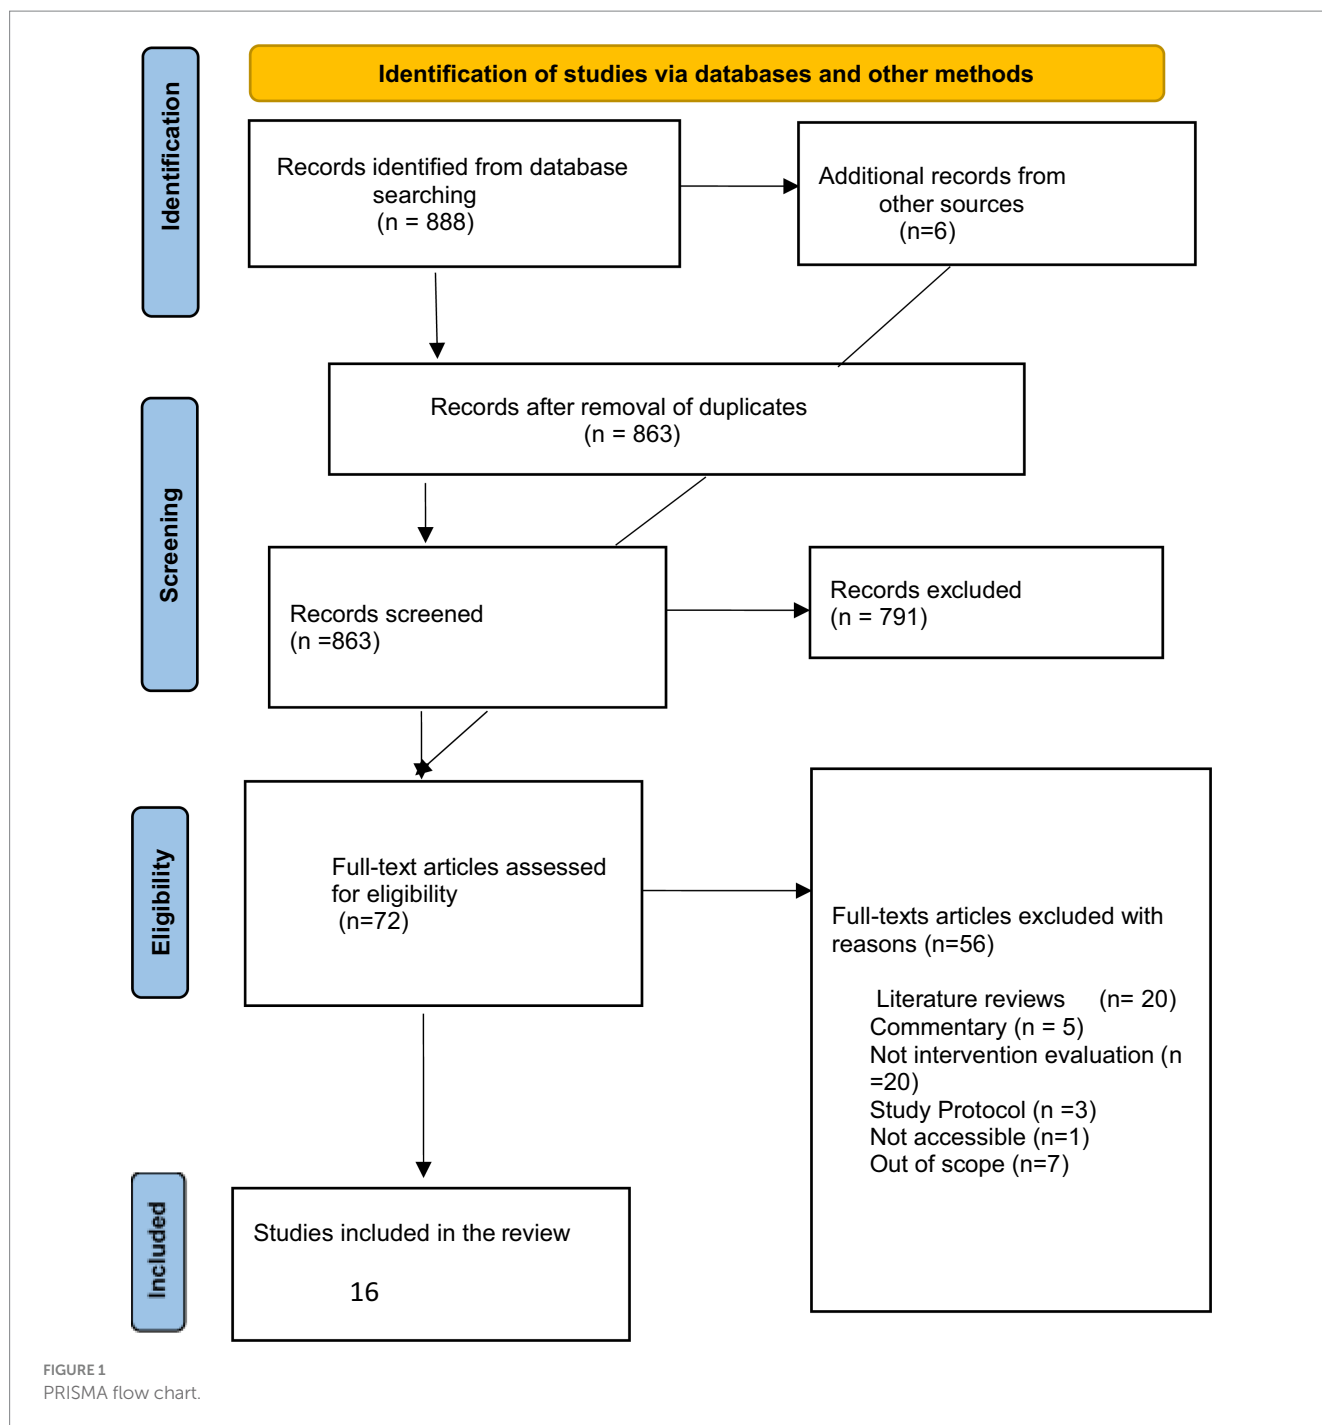 Identification of studies via databases and other methods
Identification
Records identified from database
searching
(n = 888)
Additional records from
other sources
(n=6)
Records after removal of duplicates
(n = 863)
Screening
Records screened
(n =863)
Records excluded
(n = 791)
Eligibility
Full-text articles assessed
for eligibility
(n=72)
Full-texts articles excluded with
reasons (n=56)
Literature reviews (n= 20)
Commentary (n = 5)
Not intervention evaluation (n
=20)
Study Protocol (n =3)
Not accessible (n=1)
Out of scope (n=7)
Included
Studies included in the review
16
FIGURE 1
PRISMA flow chart.